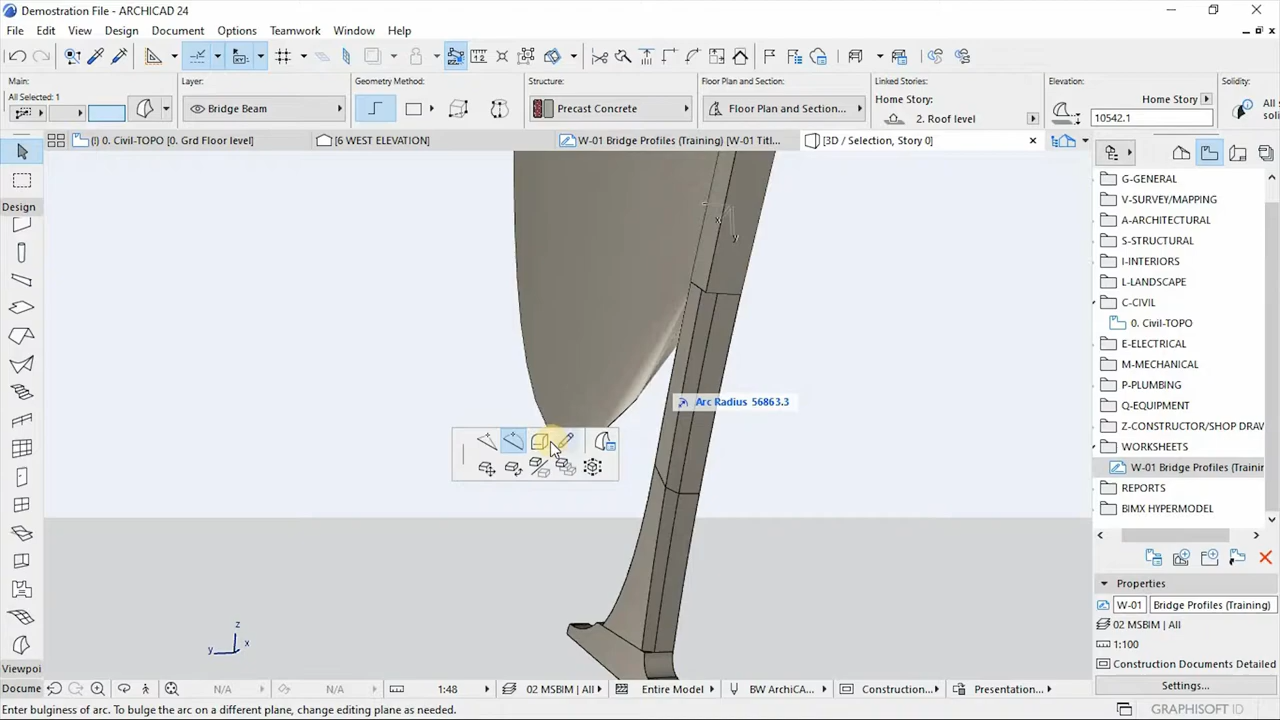 Demostration File - ARCHICAD 24
File Edit View Design Document Options Teamwork Window Help
Main:
All Selected: 1
Layer:
Bridge Beam
Geometry Method:
Structure:
Precast Concrete
Floor Plan and Section:
Floor Plan and Section...
Linked Stories:
Home Story:
2. Roof level
Elevation:
Home Story
10542.1
Solidity:
All s
solid
(!) 0. Civil-TOPO [0. Grd Floor level]
[6 WEST ELEVATION]
W-01 Bridge Profiles (Training) [W-01 Titl...
[3D / Selection, Story 0]
Design
Viewpoi
Docume
x
y
Arc Radius 56863.3
z
y
x
G-GENERAL
V-SURVEY/MAPPING
A-ARCHITECTURAL
S-STRUCTURAL
I-INTERIORS
L-LANDSCAPE
C-CIVIL
0. Civil-TOPO
E-ELECTRICAL
M-MECHANICAL
P-PLUMBING
Q-EQUIPMENT
Z-CONSTRUCTOR/SHOP DRAW
WORKSHEETS
W-01 Bridge Profiles (Trainin
REPORTS
BIMX HYPERMODEL
Properties
W-01 Bridge Profiles (Training)
02 MSBIM | All
1:100
Construction Documents Detailed
Settings...
N/A N/A 1:48 02 MSBIM | All Entire Model BW ArchiCA... Construction... Presentation...
Enter bulginess of arc. To bulge the arc on a different plane, change editing plane as needed.
GRAPHISOFT ID